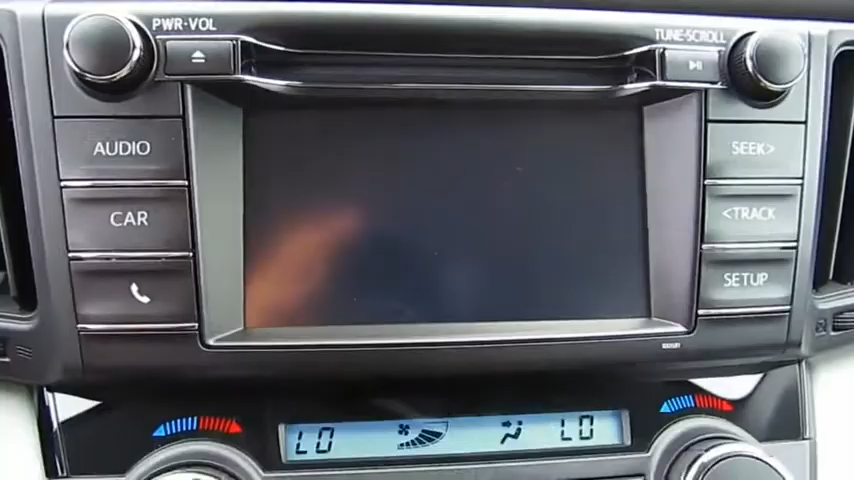 PWR·VOL
TUNE·SCROLL
AUDIO
SEEK>
CAR
<TRACK
SETUP
LO
LO